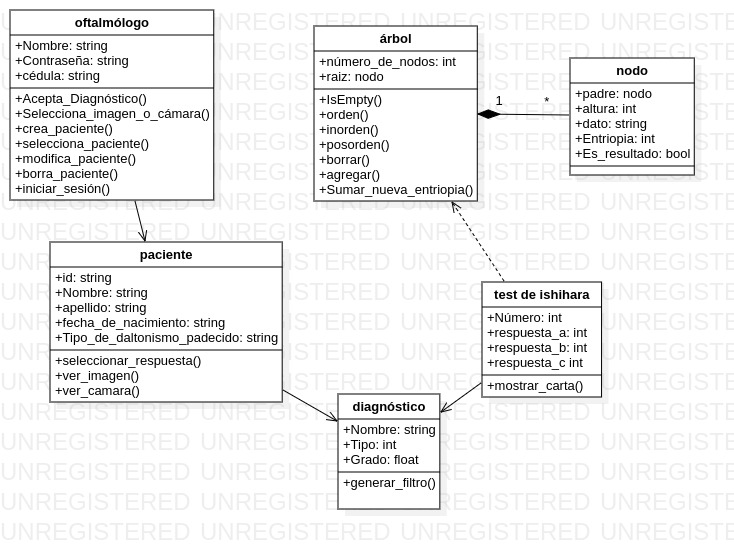 oftalmólogo
+Nombre: string
+Contraseña: string
+cédula: string
+Acepta_Diagnóstico()
+Selecciona_imagen_o_cámara()
+crea_paciente()
+selecciona_paciente()
+modifica_paciente()
+borra_paciente()
+iniciar_sesión()
árbol
+número_de_nodos: int
+raiz: nodo
+IsEmpty()
+orden()
+inorden()
+posorden()
+borrar()
+agregar()
+Sumar_nueva_entriopia()
1
*
nodo
+padre: nodo
+altura: int
+dato: string
+Entriopia: int
+Es_resultado: bool
paciente
+id: string
+Nombre: string
+apellido: string
+fecha_de_nacimiento: string
+Tipo_de_daltonismo_padecido: string
+seleccionar_respuesta()
+ver_imagen()
+ver_camara()
test de ishihara
+Número: int
+respuesta_a: int
+respuesta_b: int
+respuesta_c int
+mostrar_carta()
diagnóstico
+Nombre: string
+Tipo: int
+Grado: float
+generar_filtro()
UNREGISTERED